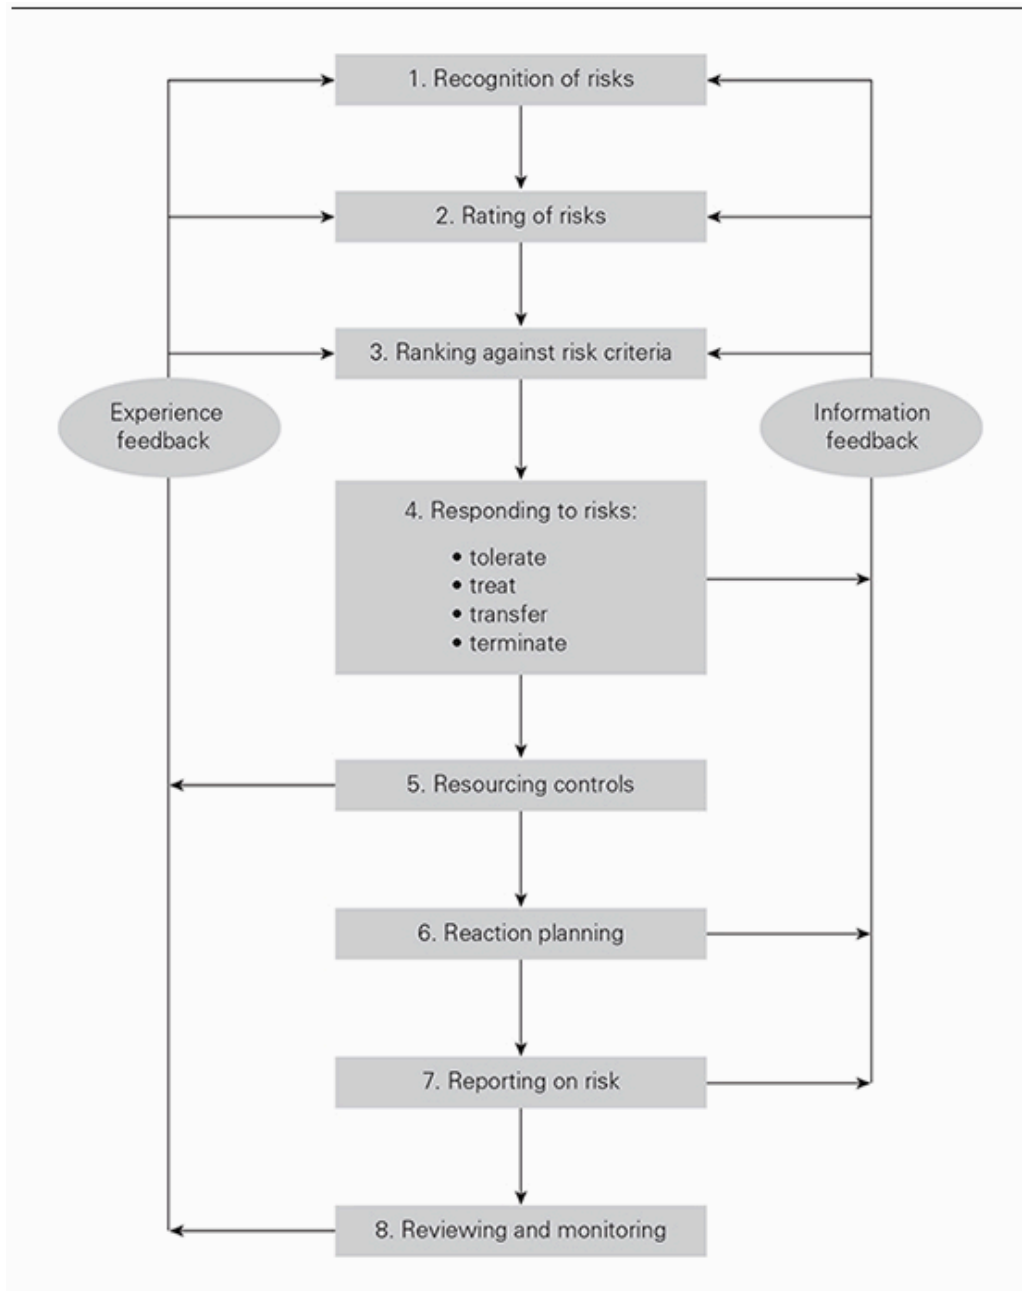 1. Recognition of risks
2. Rating of risks
3. Ranking against risk criteria
Experience
feedback
Information
feedback
4. Responding to risks:
• tolerate
• treat
• transfer
• terminate
5. Resourcing controls
6. Reaction planning
7. Reporting on risk
8. Reviewing and monitoring